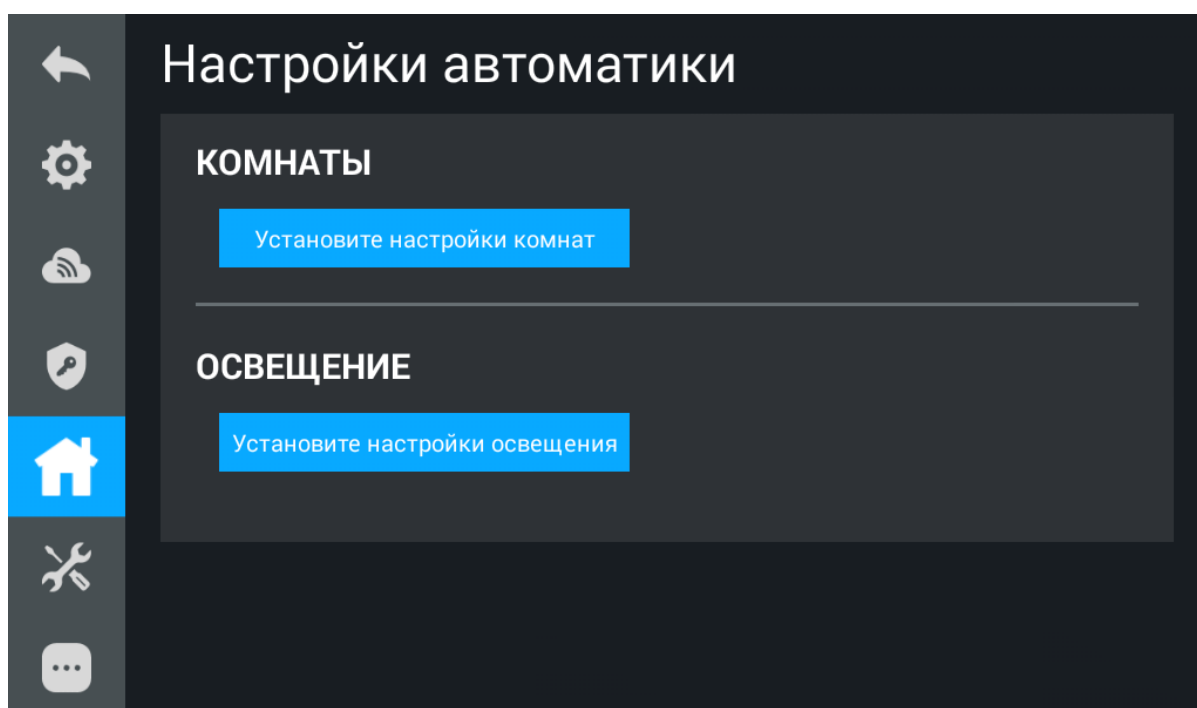 Настройки автоматики
КОМНАТЫ
Установите настройки комнат
ОСВЕЩЕНИЕ
Установите настройки освещения